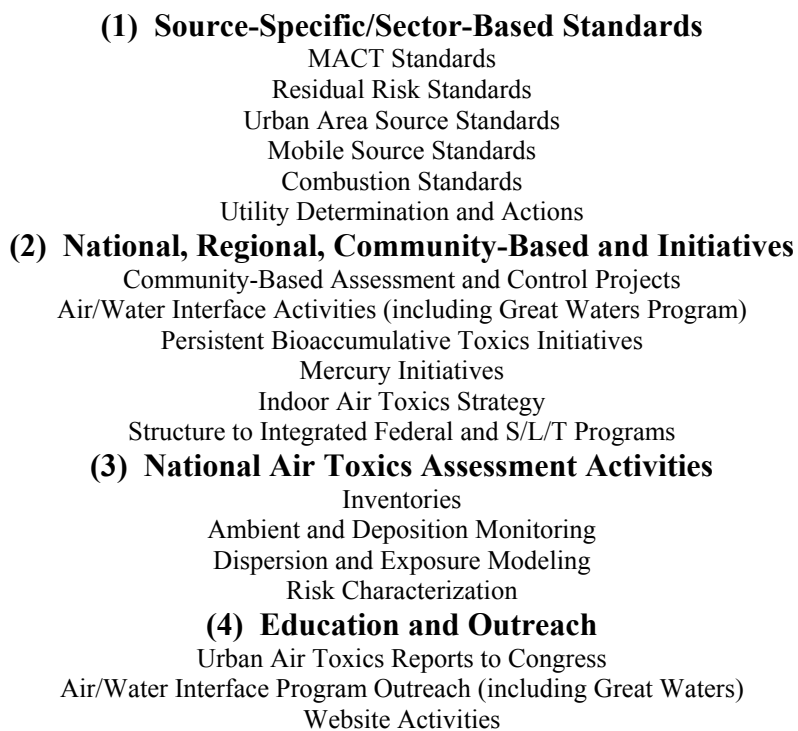 (1) Source-Specific/Sector-Based Standards
MACT Standards
Residual Risk Standards
Urban Area Source Standards
Mobile Source Standards
Combustion Standards
Utility Determination and Actions
(2) National, Regional, Community-Based and Initiatives
Community-Based Assessment and Control Projects
Air/Water Interface Activities (including Great Waters Program)
Persistent Bioaccumulative Toxics Initiatives
Mercury Initiatives
Indoor Air Toxics Strategy
Structure to Integrated Federal and S/L/T Programs
(3) National Air Toxics Assessment Activities
Inventories
Ambient and Deposition Monitoring
Dispersion and Exposure Modeling
Risk Characterization
(4) Education and Outreach
Urban Air Toxics Reports to Congress
Air/Water Interface Program Outreach (including Great Waters)
Website Activities